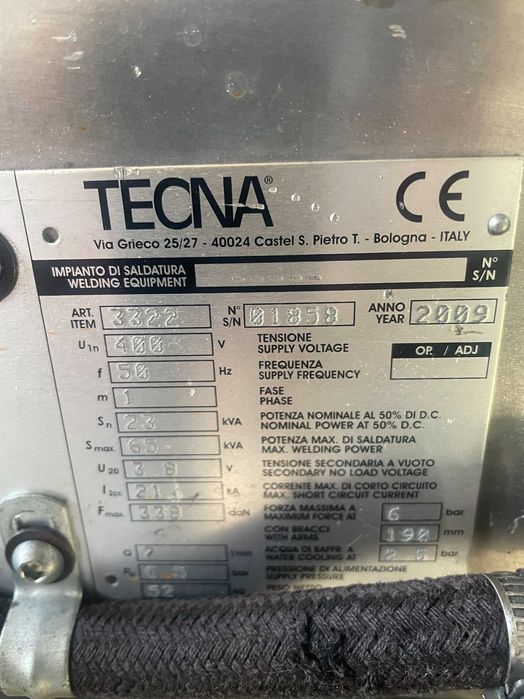 TECNA® CE
Via Grieco 25/27 - 40024 Castel S. Pietro T. - Bologna - ITALY
IMPIANTO DI SALDATURA N°
WELDING EQUIPMENT S/N
ART. ITEM 3322 N° S/N 01858 ANNO YEAR 2009
U1n 400 V TENSIONE SUPPLY VOLTAGE OP. / ADJ
f 50 Hz FREQUENZA SUPPLY FREQUENCY
m 1 FASE PHASE
Sn 23 kVA POTENZA NOMINALE AL 50% DI D.C. NOMINAL POWER AT 50% D.C.
Smax. 65 kVA POTENZA MAX. DI SALDATURA MAX. WELDING POWER
U20 3.8 V TENSIONE SECONDARIA A VUOTO SECONDARY NO LOAD VOLTAGE
I2cc kA CORRENTE MAX. DI CORTO CIRCUITO MAX. SHORT CIRCUIT CURRENT
Fmax. daN FORZA MASSIMA A MAXIMUM FORCE AT 6 bar
CON BRACCI WITH ARMS 190 mm
Q l/min ACQUA DI RAFFR. A WATER COOLING AT bar
bar PRESSIONE DI ALIMENTAZIONE SUPPLY PRESSURE
52 PESO NETTO